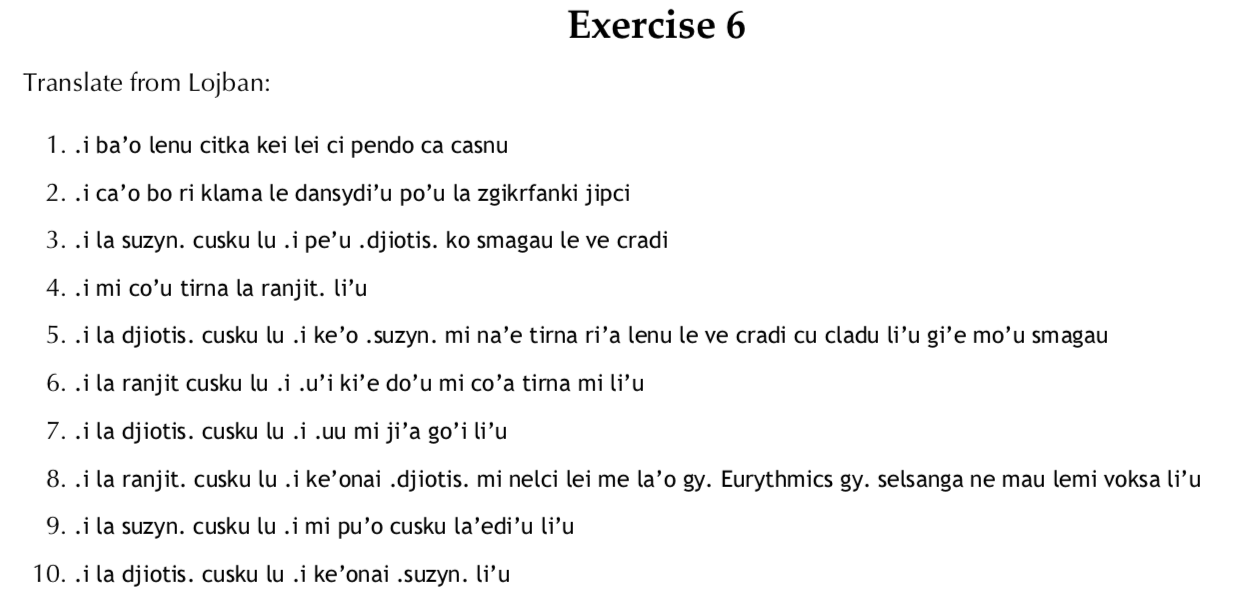 Exercise 6
Translate from Lojban:
1. .i ba’o lenu citka kei lei ci pendo ca casnu
2. .i ca’o bo ri klama le dansydi’u po’u la zgikrfanki jipci
3. .i la suzyn. cusku lu .i pe’u .djiotis. ko smagau le ve cradi
4. .i mi co’u tirna la ranjit. li’u
5. .i la djiotis. cusku lu .i ke’o .suzyn. mi na’e tirna ri’a lenu le ve cradi cu cladu li’u gi’e mo’u smagau
6. .i la ranjit cusku lu .i .u’i ki’e do’u mi co’a tirna mi li’u
7. .i la djiotis. cusku lu .i .uu mi ji’a go’i li’u
8. .i la ranjit. cusku lu .i ke’onai .djiotis. mi nelci lei me la’o gy. Eurythmics gy. selsanga ne mau lemi voksa li’u
9. .i la suzyn. cusku lu .i mi pu’o cusku la’edi’u li’u
10. .i la djiotis. cusku lu .i ke’onai .suzyn. li’u